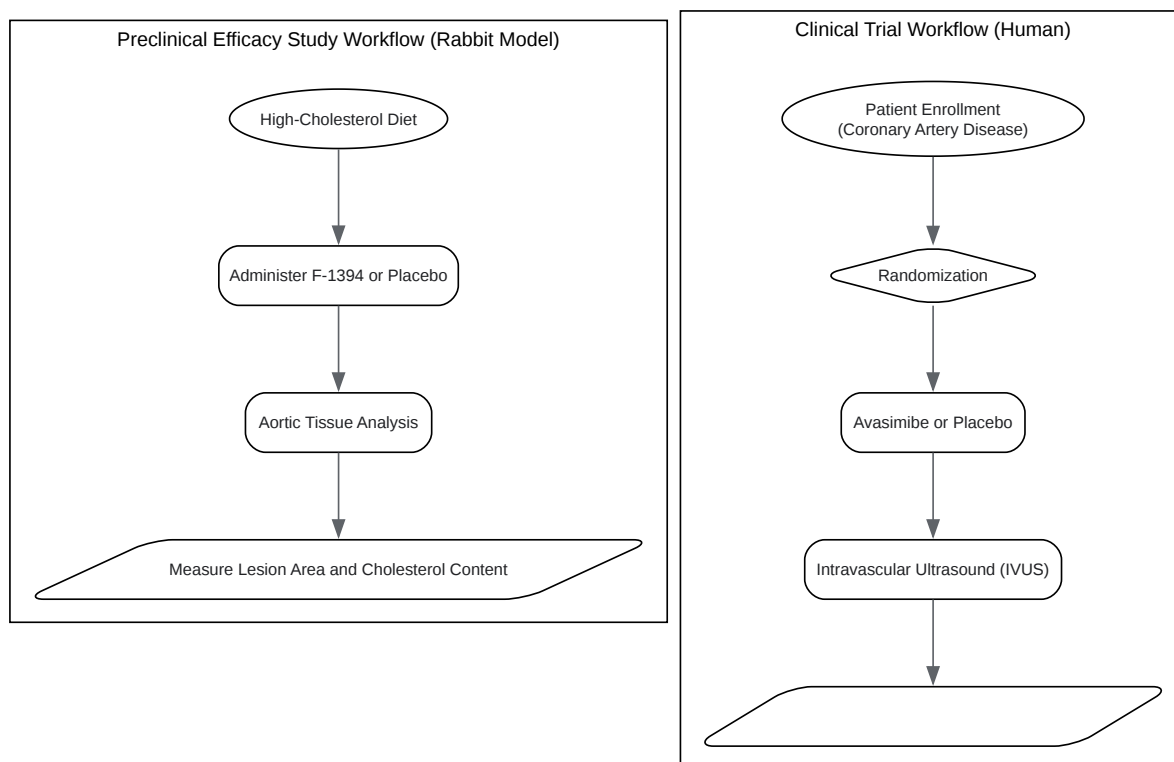 Preclinical Efficacy Study Workflow (Rabbit Model)
High-Cholesterol Diet
Administer F-1394 or Placebo
Aortic Tissue Analysis
Measure Lesion Area and Cholesterol Content
Clinical Trial Workflow (Human)
Patient Enrollment
(Coronary Artery Disease)
Randomization
Avasimibe or Placebo
Intravascular Ultrasound (IVUS)